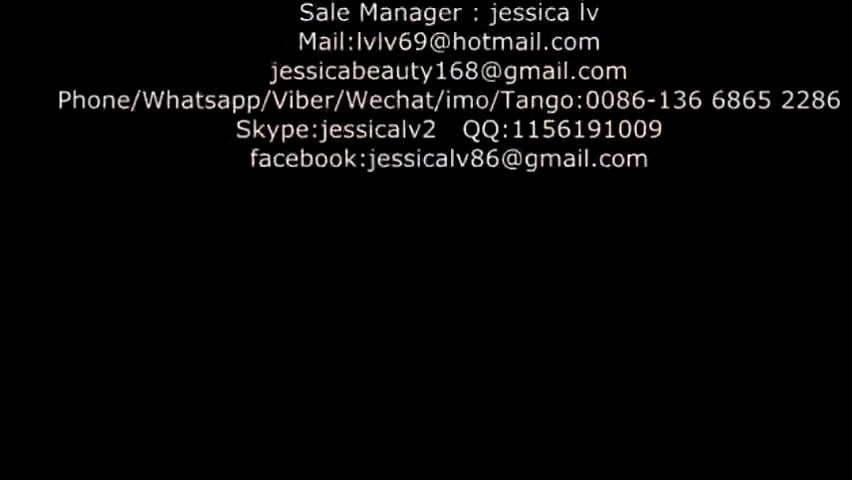 Sale Manager : jessica lv
Mail:lvlv69@hotmail.com
jessicabeauty168@gmail.com
Phone/Whatsapp/Viber/Wechat/imo/Tango:0086-136 6865 2286
Skype:jessicalv2 QQ:1156191009
facebook:jessicalv86@gmail.com